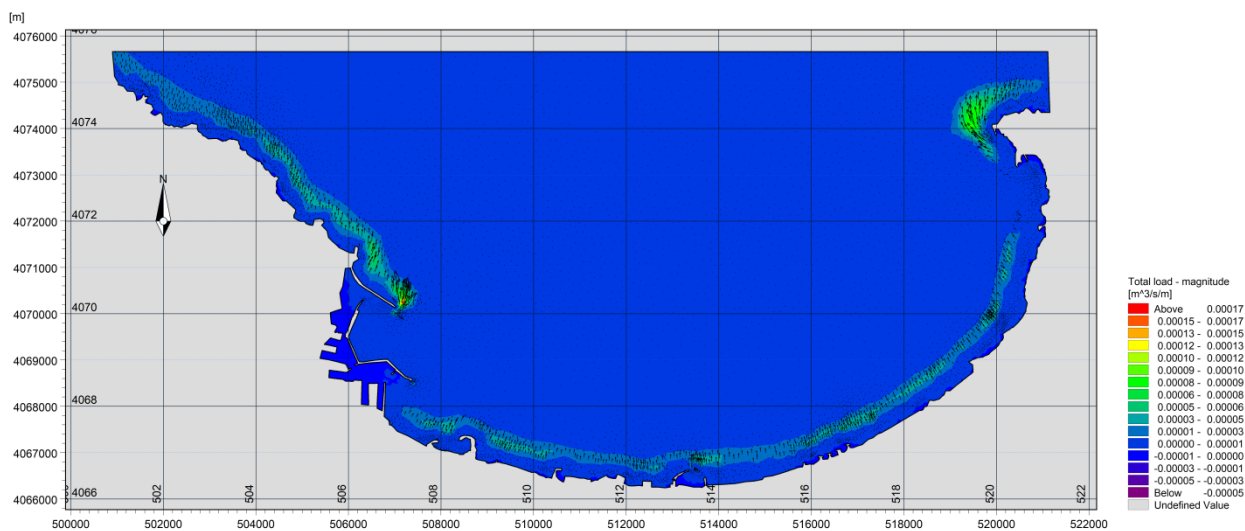 [m]
4076000
4075000
4074000
4073000
4072000
4071000
4070000
4069000
4068000
4067000
4066000
4074
4072
4070
4068
4066
N
502
504
506
508
510
512
514
516
518
520
522
500000 502000 504000 506000 508000 510000 512000 514000 516000 518000 520000 522000
Total load - magnitude
[m^3/s/m]
Above 0.00017
0.00015 - 0.00017
0.00013 - 0.00015
0.00012 - 0.00013
0.00010 - 0.00012
0.00009 - 0.00010
0.00008 - 0.00009
0.00006 - 0.00008
0.00005 - 0.00006
0.00003 - 0.00005
0.00001 - 0.00003
0.00000 - 0.00001
-0.00001 - 0.00000
-0.00003 - -0.00001
-0.00005 - -0.00003
Below -0.00005
Undefined Value